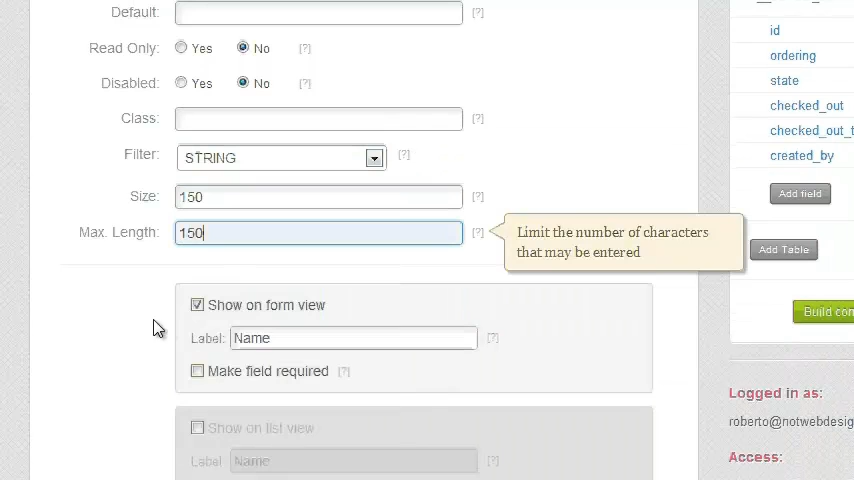 Default: [?]
Read Only: Yes No [?]
Disabled: Yes No [?]
Class: [?]
Filter: STRING [?]
Size: 150 [?]
Max. Length: 150 [?]
Limit the number of characters
that may be entered
Show on form view
Label: Name [?]
Make field required [?]
Show on list view
Label Name [?]
id
ordering
state
checked_out
checked_out_t
created_by
Add field
Add Table
Build com
Logged in as:
roberto@notwebdesig
Access: